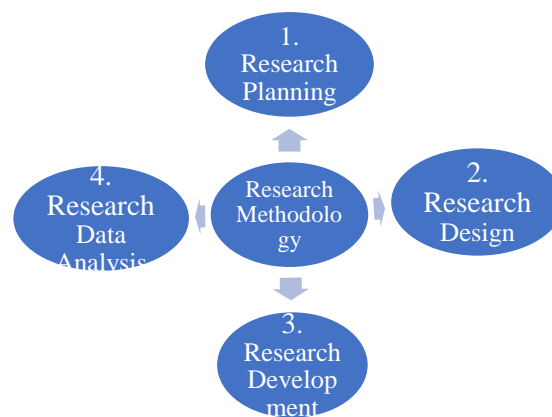 1.
Research
Planning
2.
Research
Design
3.
Research
Develop
ment
4.
Research
Data
Analysis
Research
Methodolo
gy